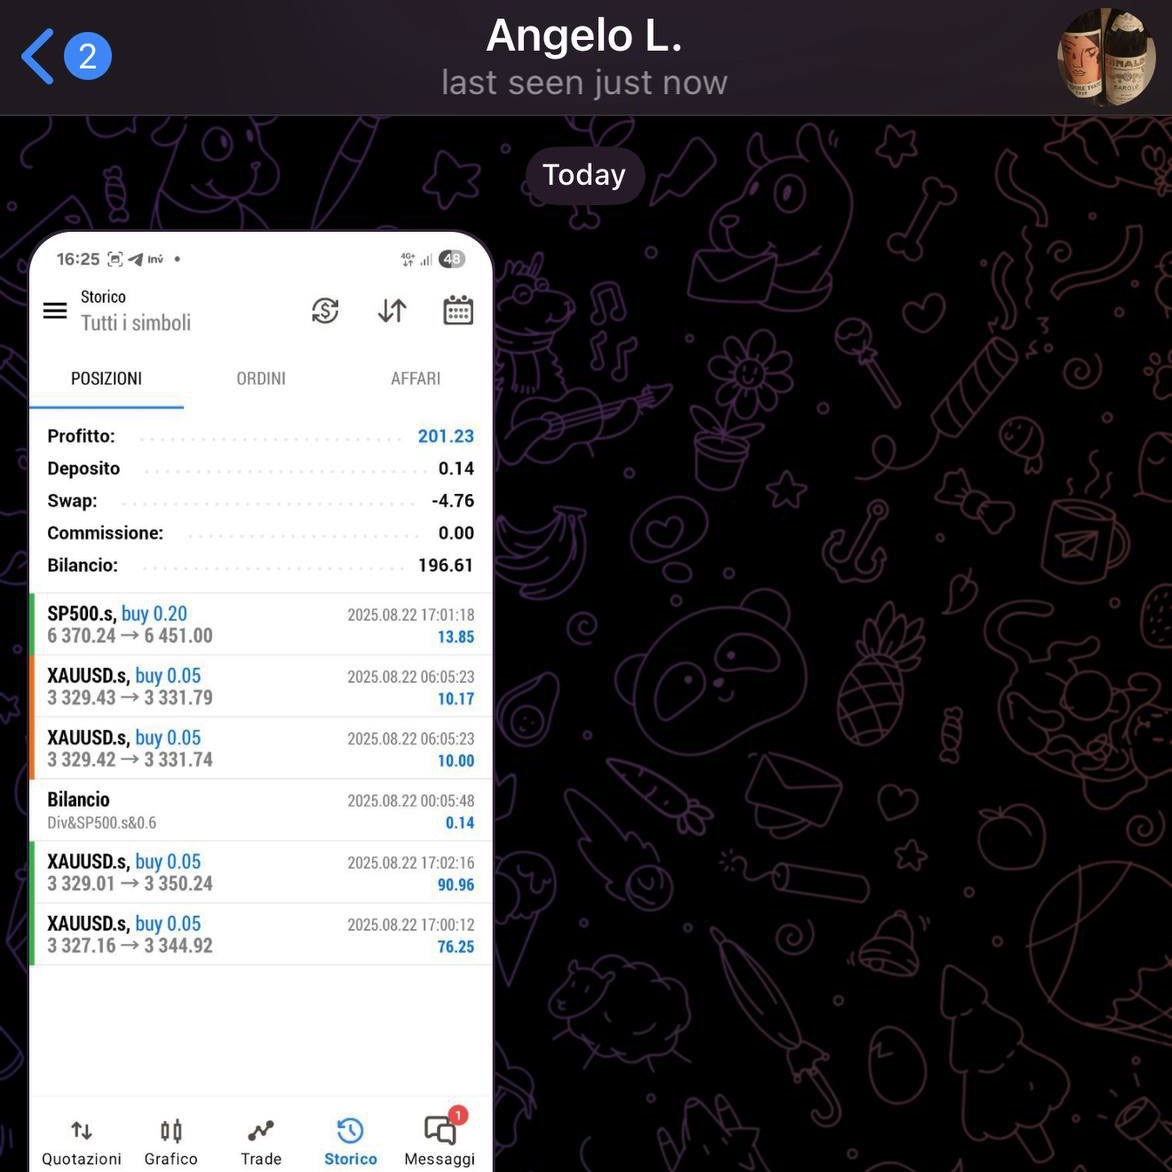 2
Angelo L.
last seen just now
Today
16:25 inv • 4G+ 48
Storico
Tutti i simboli
POSIZIONI ORDINI AFFARI
Profitto: 201.23
Deposito 0.14
Swap: -4.76
Commissione: 0.00
Bilancio: 196.61
SP500.s, buy 0.20 2025.08.22 17:01:18
6 370.24 → 6 451.00 13.85
XAUUSD.s, buy 0.05 2025.08.22 06:05:23
3 329.43 → 3 331.79 10.17
XAUUSD.s, buy 0.05 2025.08.22 06:05:23
3 329.42 → 3 331.74 10.00
Bilancio 2025.08.22 00:05:48
Div&SP500.s&0.6 0.14
XAUUSD.s, buy 0.05 2025.08.22 17:02:16
3 329.01 → 3 350.24 90.96
XAUUSD.s, buy 0.05 2025.08.22 17:00:12
3 327.16 → 3 344.92 76.25
1
Quotazioni Grafico Trade Storico Messaggi